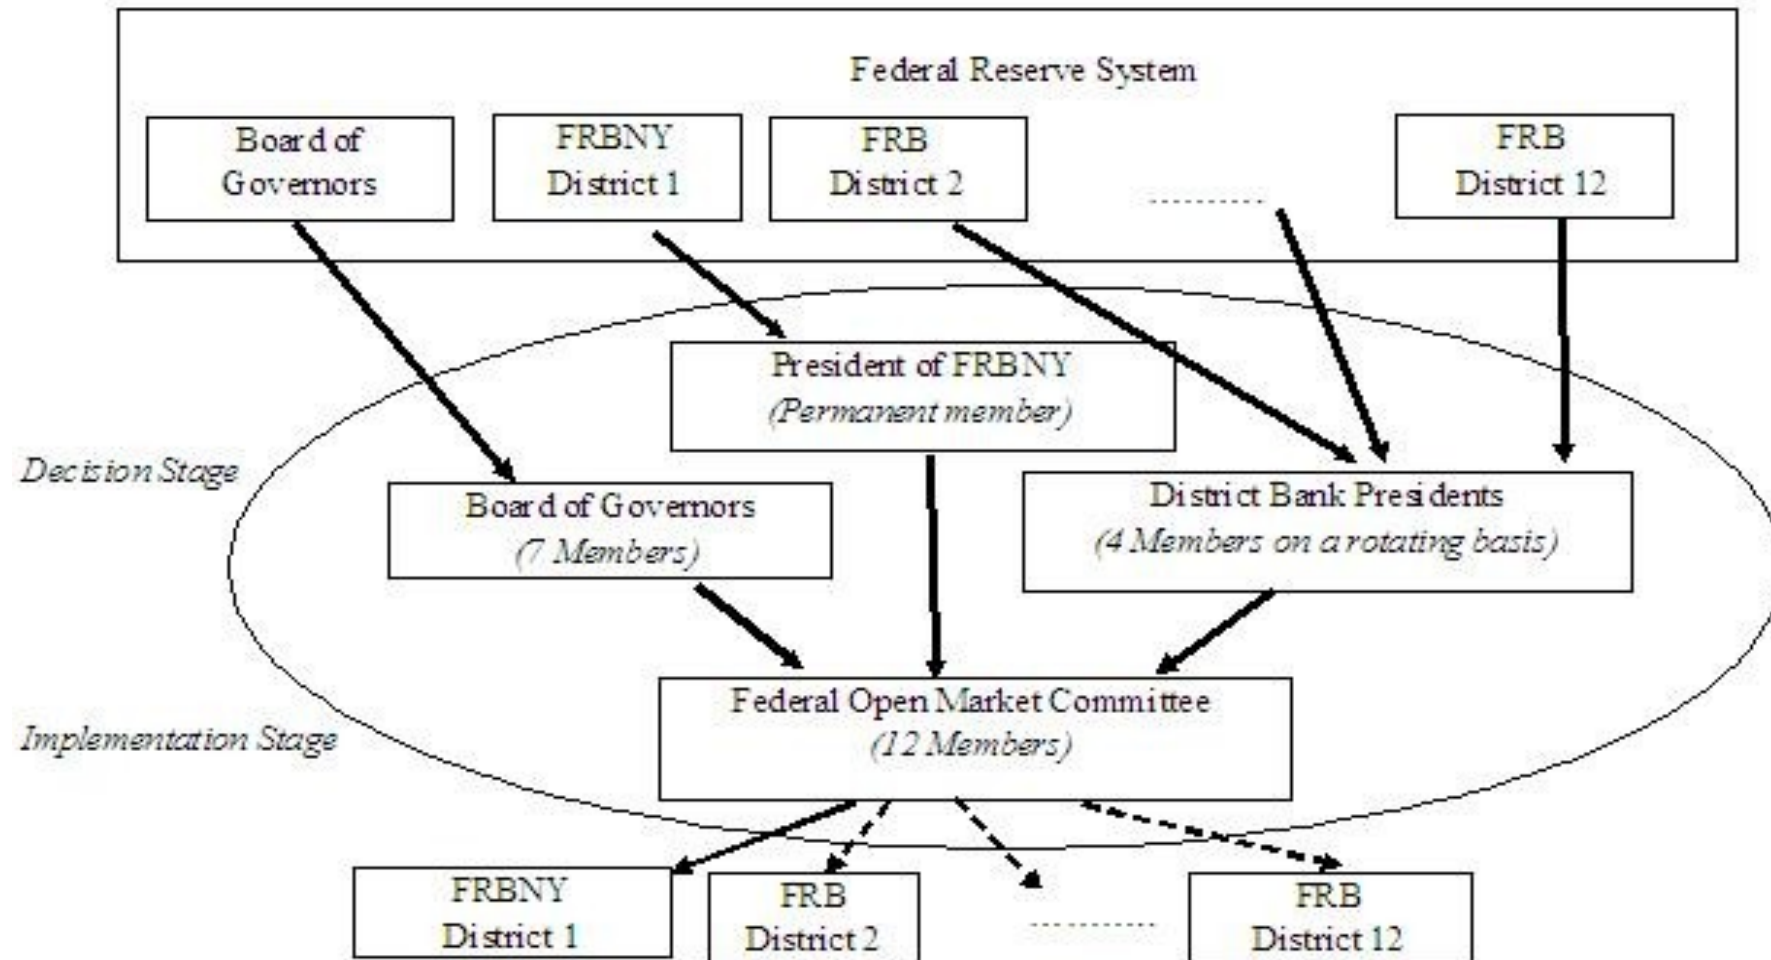 Federal Reserve System
Board of
Governors
FRBNY
District 1
FRB
District 2
FRB
District 12
President of FRBNY
(Permanent member)
Decision Stage
Board of Governors
(7 Members)
District Bank Presidents
(4 Members on a rotating basis)
Federal Open Market Committee
(12 Members)
Implementation Stage
FRBNY
District 1
FRB
District 2
FRB
District 12